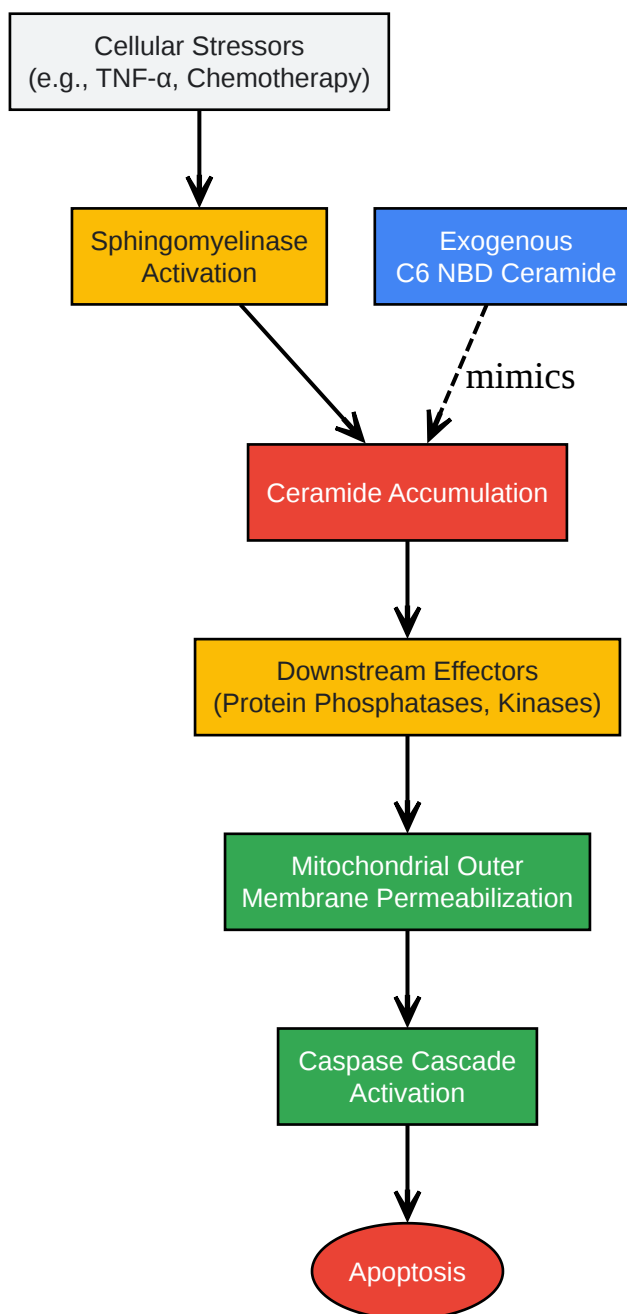 Cellular Stressors
(e.g., TNF-α, Chemotherapy)
Sphingomyelinase
Activation
Exogenous
C6 NBD Ceramide
mimics
Ceramide Accumulation
Downstream Effectors
(Protein Phosphatases, Kinases)
Mitochondrial Outer
Membrane Permeabilization
Caspase Cascade
Activation
Apoptosis